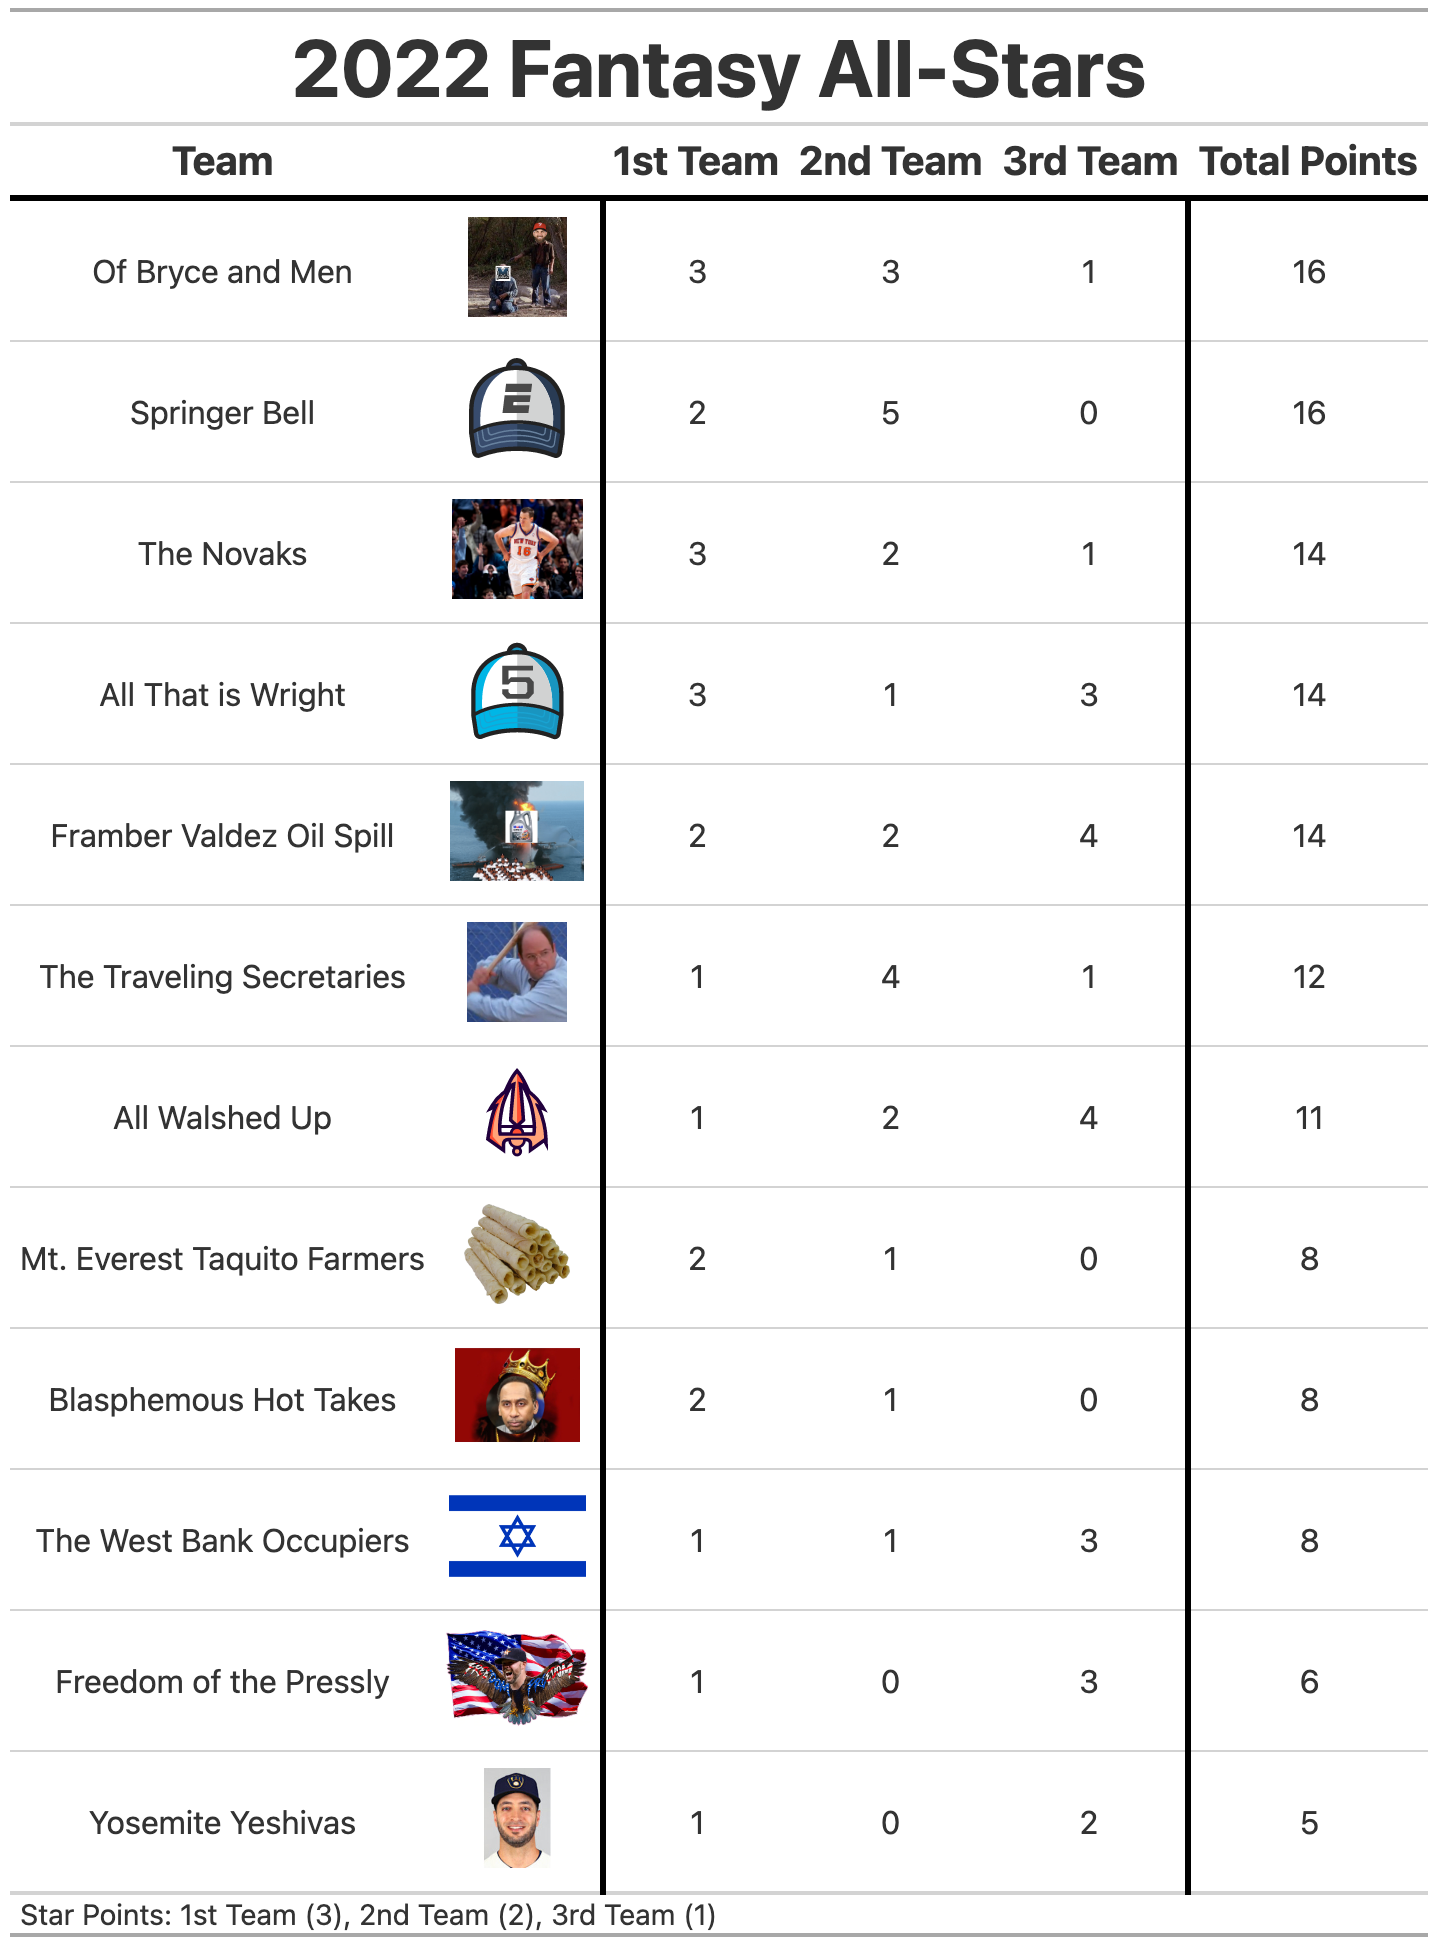 2022 Fantasy All-Stars
Team 1st Team 2nd Team 3rd Team Total Points
Of Bryce and Men 3 3 1 16
Springer Bell E 2 5 0 16
The Novaks NEW YORK 16 3 2 1 14
All That is Wright 5 3 1 3 14
Framber Valdez Oil Spill 2 2 4 14
The Traveling Secretaries 1 4 1 12
All Walshed Up 1 2 4 11
Mt. Everest Taquito Farmers 2 1 0 8
Blasphemous Hot Takes 2 1 0 8
The West Bank Occupiers 1 1 3 8
Freedom of the Pressly 1 0 3 6
Yosemite Yeshivas 1 0 2 5
Star Points: 1st Team (3), 2nd Team (2), 3rd Team (1)